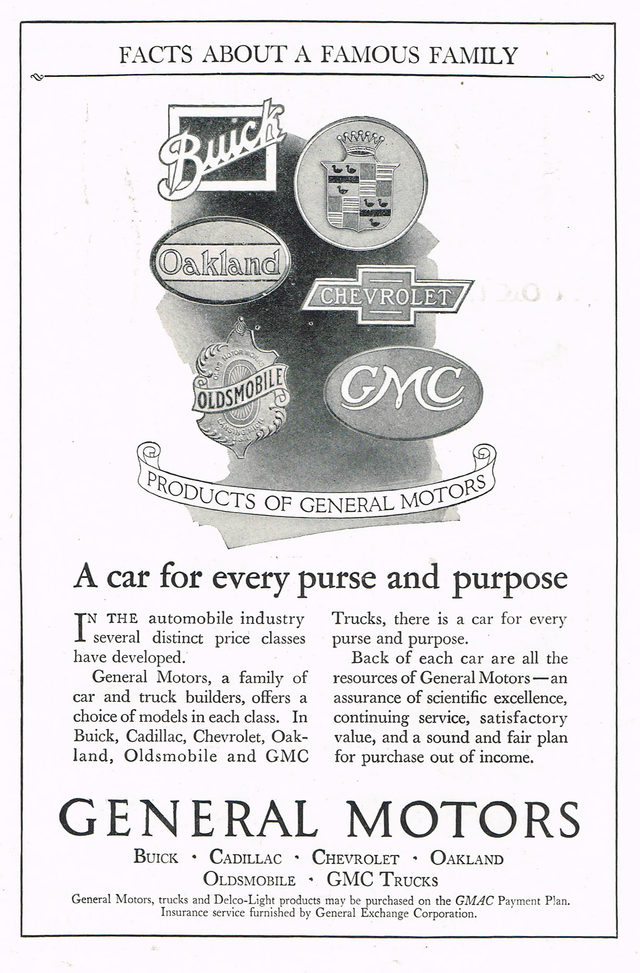 FACTS ABOUT A FAMOUS FAMILY
Buick
Oakland
CHEVROLET
OLDSMOBILE
GMC
PRODUCTS OF GENERAL MOTORS
A car for every purse and purpose
IN THE automobile industry
several distinct price classes
have developed.
General Motors, a family of
car and truck builders, offers a
choice of models in each class. In
Buick, Cadillac, Chevrolet, Oak-
land, Oldsmobile and GMC
Trucks, there is a car for every
purse and purpose.
Back of each car are all the
resources of General Motors—an
assurance of scientific excellence,
continuing service, satisfactory
value, and a sound and fair plan
for purchase out of income.
GENERAL MOTORS
BUICK · CADILLAC · CHEVROLET · OAKLAND
OLDSMOBILE · GMC TRUCKS
General Motors, trucks and Delco-Light products may be purchased on the GMAC Payment Plan.
Insurance service furnished by General Exchange Corporation.